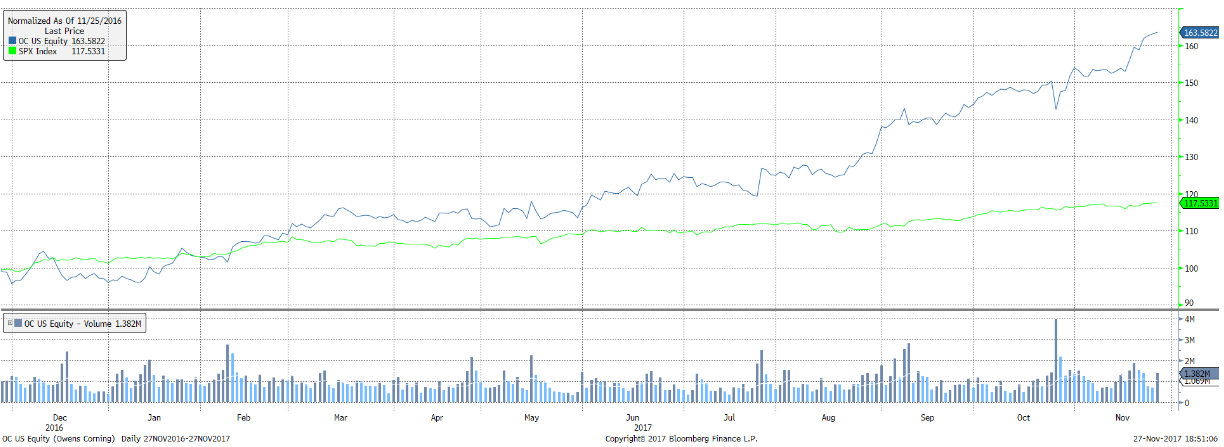 Normalized As Of 11/25/2016
Last Price
OC US Equity 163.5822
SPX Index 117.5331
163.5822
160
150
140
130
120
117.5331
110
100
90
OC US Equity - Volume 1.382M
4M
3M
2M
1.382M
0
Dec Jan Feb Mar Apr May Jun Jul Aug Sep Oct Nov
2016 2017
OC US Equity (Owens Corning) Daily 27NOV2016-27NOV2017 Copyright© 2017 Bloomberg Finance L.P. 27-Nov-2017 18:51:06